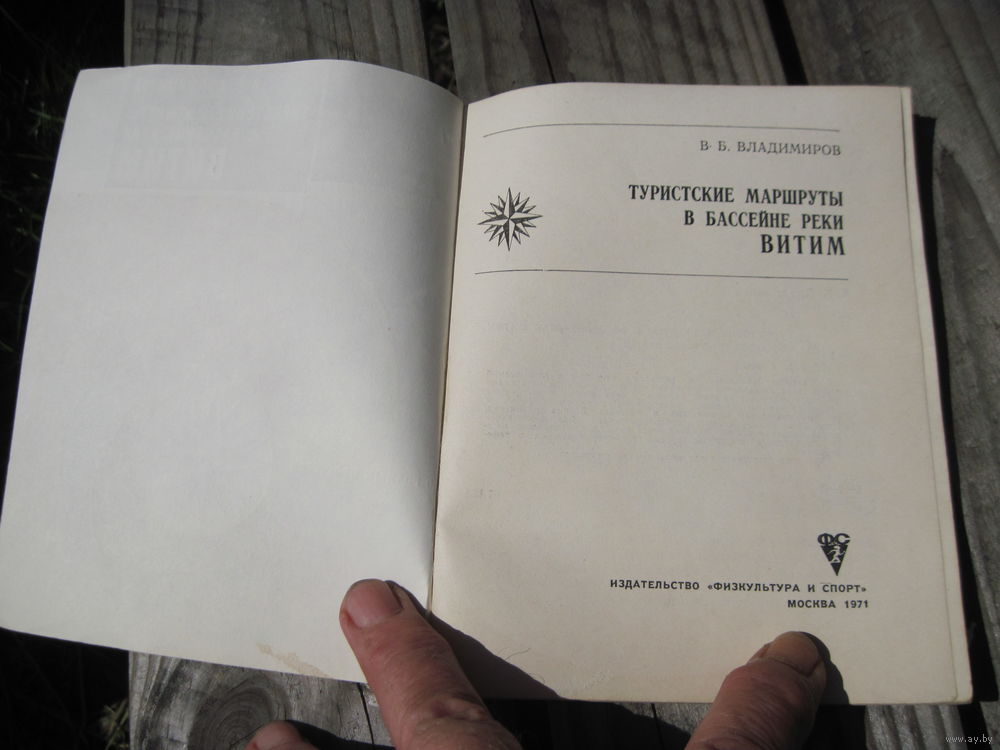 В. Б. ВЛАДИМИРОВ
ТУРИСТСКИЕ МАРШРУТЫ
В БАССЕЙНЕ РЕКИ
ВИТИМ
ФС
ИЗДАТЕЛЬСТВО «ФИЗКУЛЬТУРА И СПОРТ»
МОСКВА 1971
www.ay.by